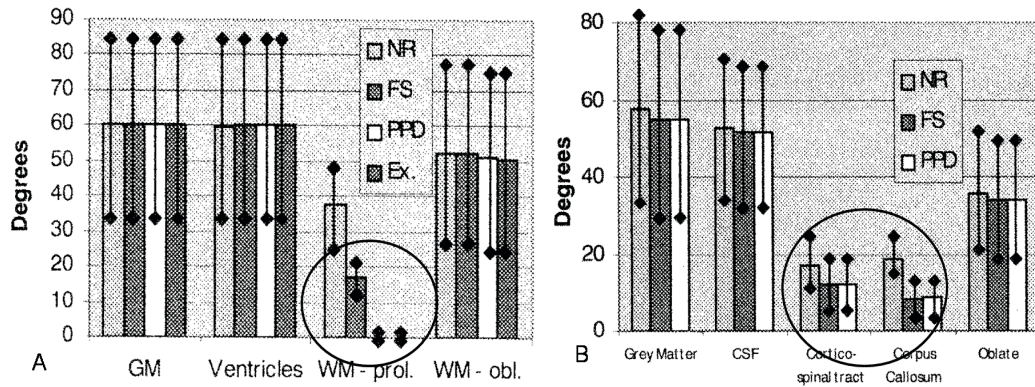 90
80
70
60
50
40
30
20
10
0
Degrees
NR
FS
PPD
Ex.
A
GM
Ventricles
WM - prol.
WM - obl.
80
60
40
20
0
Degrees
NR
FS
PPD
B
Grey Matter
CSF
Cortico-
spinal tract
Corpus
Callosum
Oblate